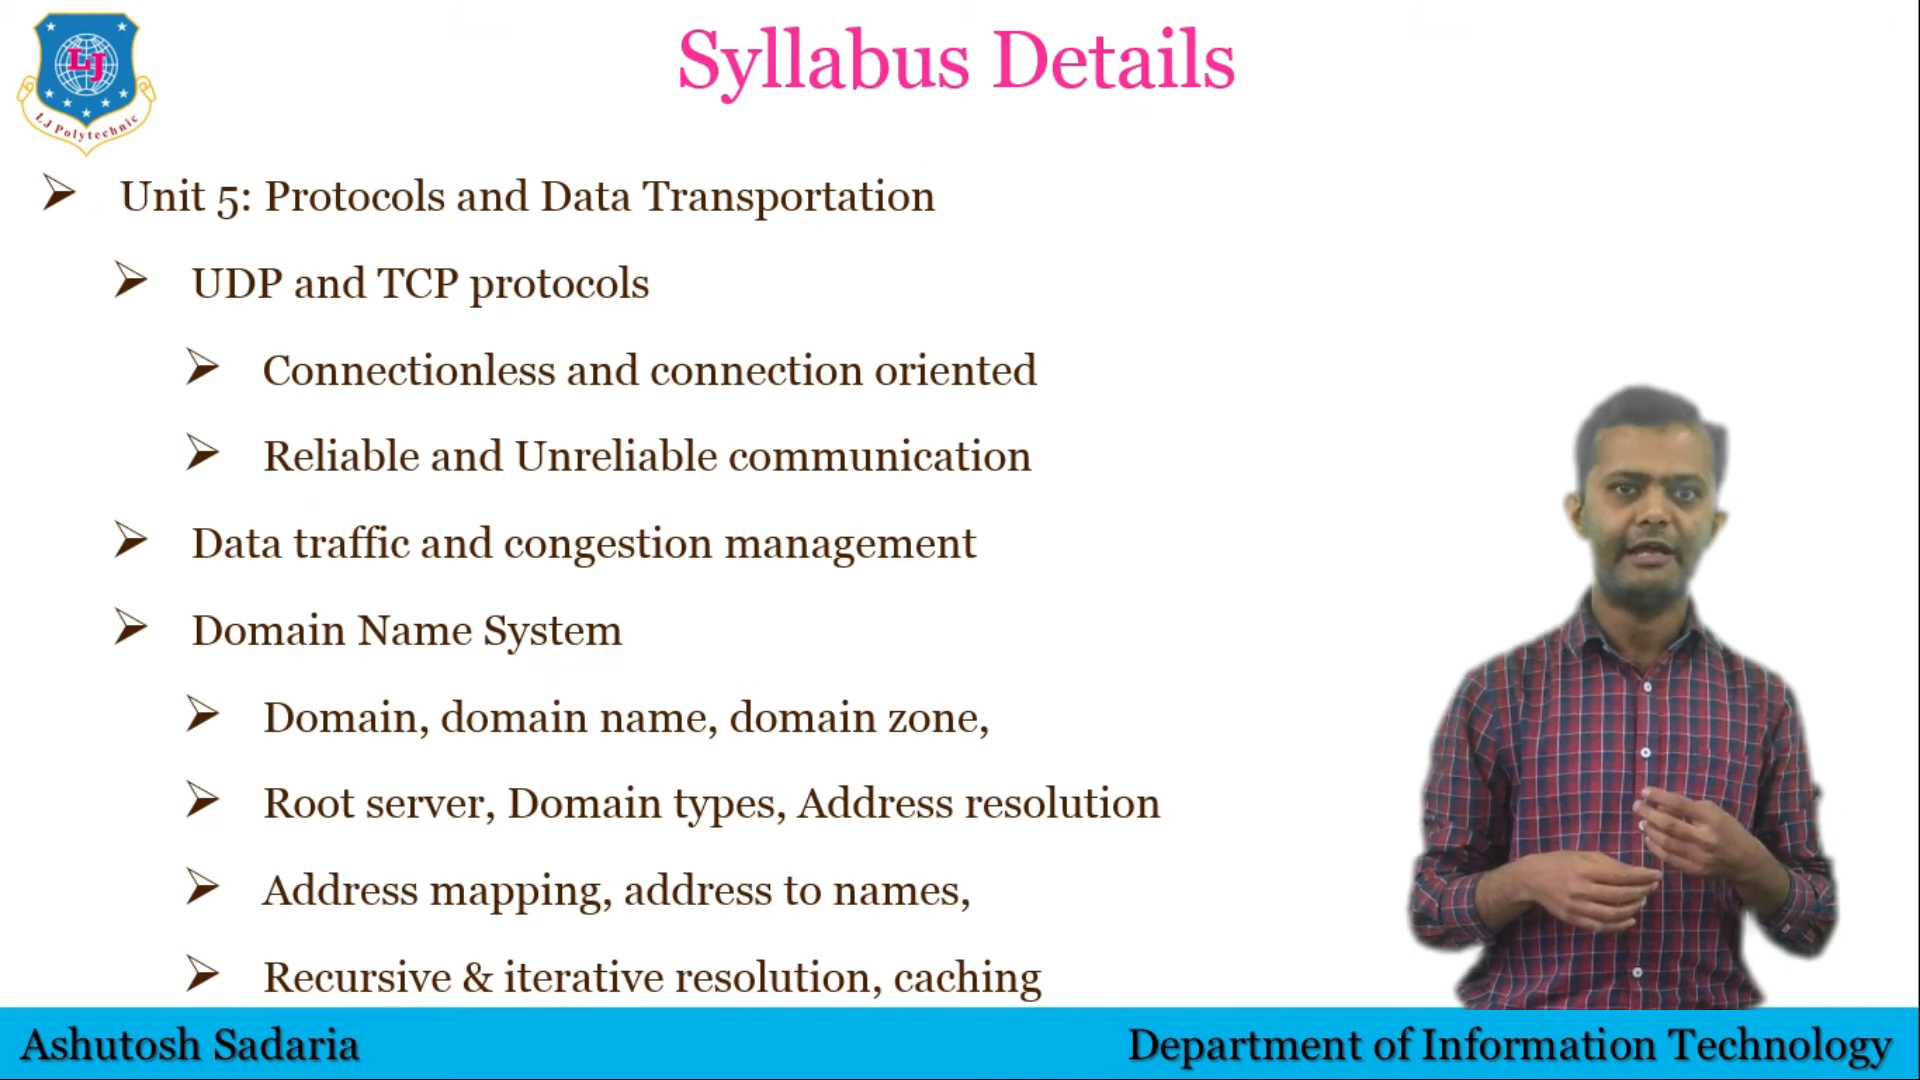 LJ
LJ Polytechnic
Syllabus Details
Unit 5: Protocols and Data Transportation
UDP and TCP protocols
Connectionless and connection oriented
Reliable and Unreliable communication
Data traffic and congestion management
Domain Name System
Domain, domain name, domain zone,
Root server, Domain types, Address resolution
Address mapping, address to names,
Recursive & iterative resolution, caching
Ashutosh Sadaria
Department of Information Technology